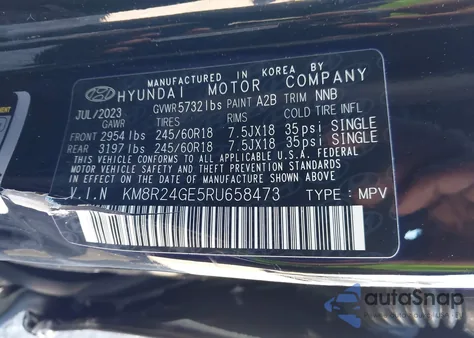 MANUFACTURED IN KOREA BY
HYUNDAI MOTOR COMPANY
JUL/2023 GVWR5732lbs PAINT A2B TRIM NNB
GAWR TIRES RIMS COLD TIRE INFL
FRONT 2954 lbs 245/60R18 7.5JX18 35psi SINGLE
REAR 3197 lbs 245/60R18 7.5JX18 35psi SINGLE
THIS VEHICLE CONFORMS TO ALL APPLICABLE U.S.A. FEDERAL
MOTOR VEHICLE SAFETY AND THEFT PREVENTION STANDARDS
IN EFFECT ON THE DATE OF MANUFACTURE SHOWN ABOVE.
V.I.N KM8R24GE5RU658473 TYPE : MPV
autoSnap